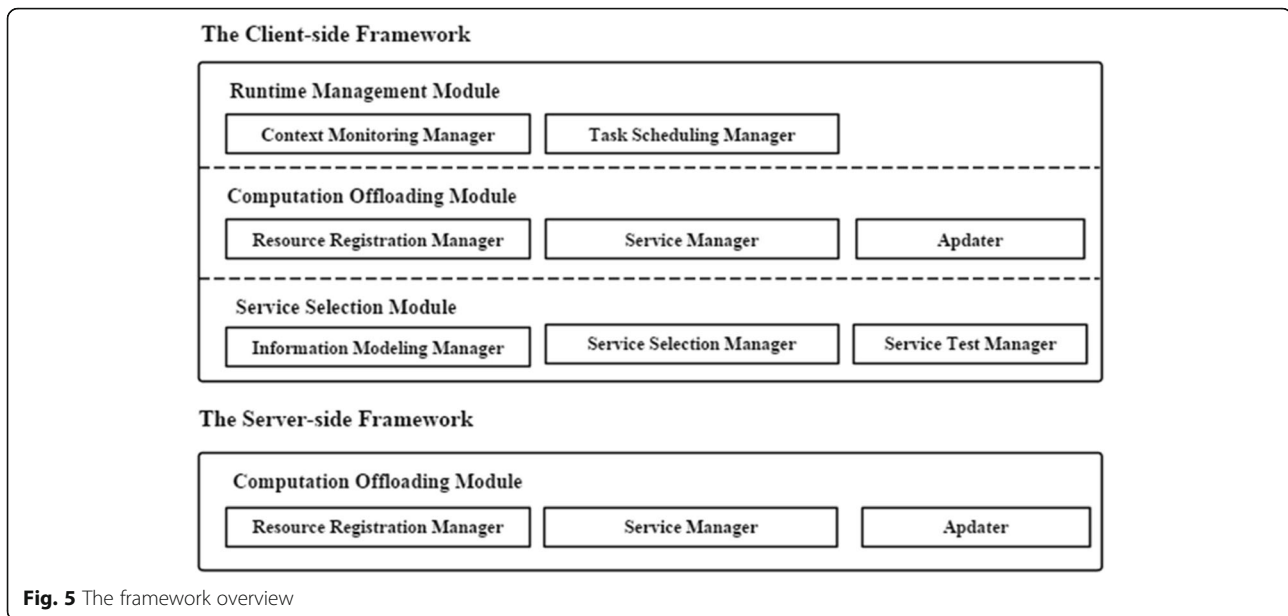 The Client-side Framework
Runtime Management Module
Context Monitoring Manager
Task Scheduling Manager
Computation Offloading Module
Resource Registration Manager
Service Manager
Apdater
Service Selection Module
Information Modeling Manager
Service Selection Manager
Service Test Manager
The Server-side Framework
Computation Offloading Module
Resource Registration Manager
Service Manager
Apdater
Fig. 5 The framework overview